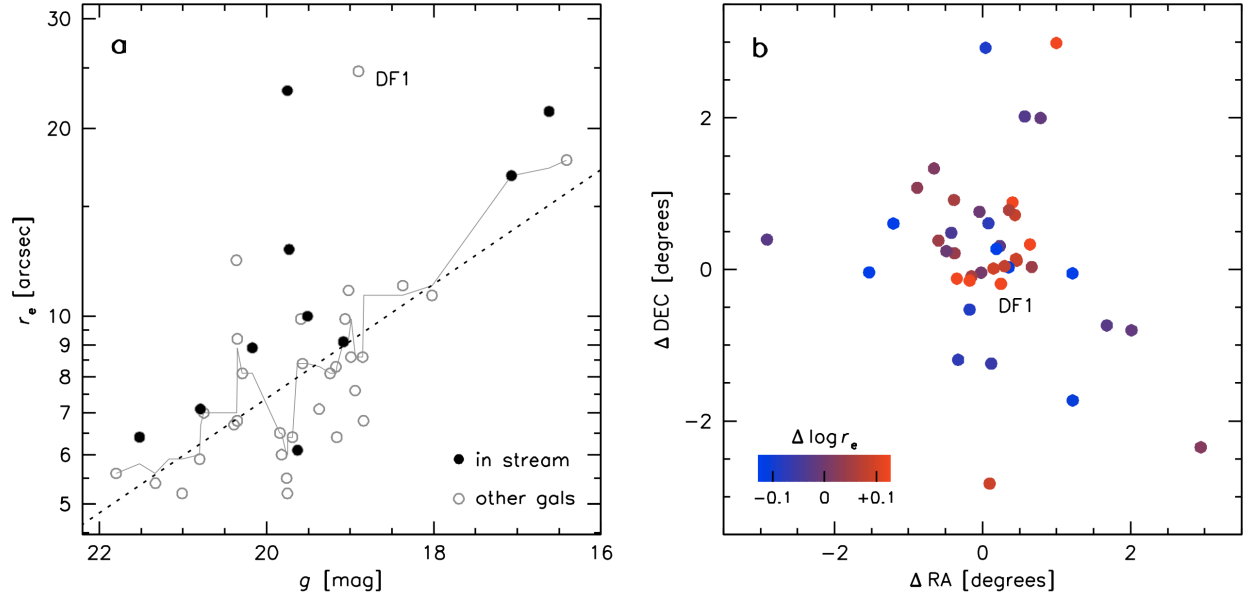 a
DF1
30
20
10
9
8
7
6
5
r_e [arcsec]
in stream
other gals
22
20
18
16
g [mag]
b
2
0
−2
Δ DEC [degrees]
DF1
Δ log r_e
−0.1
0
+0.1
−2
0
2
Δ RA [degrees]